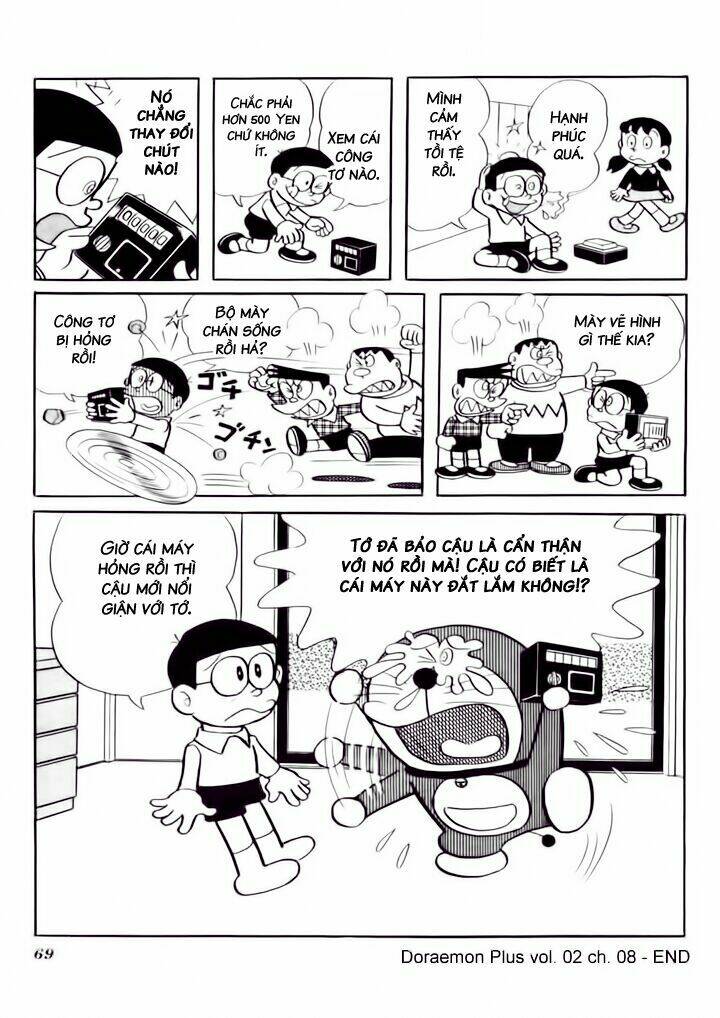 HẠNH
PHÚC
QUÁ.
MÌNH
CẢM
THẤY
TỒI TỆ
RỒI.
XEM CÁI
CÔNG
TƠ NÀO.
CHẮC PHẢI
HƠN 500 YEN
CHỨ KHÔNG
ÍT.
NÓ
CHẲNG
THAY ĐỔI
CHÚT
NÀO!
MÀY VẼ HÌNH
GÌ THẾ KIA?
BỘ MÀY
CHÁN SỐNG
RỒI HẢ?
ゴチ
ゴチン
CÔNG TƠ
BỊ HỎNG
RỒI!
TỚ ĐÃ BẢO CẬU LÀ CẨN THẬN
VỚI NÓ RỒI MÀ! CẬU CÓ BIẾT LÀ
CÁI MÁY NÀY ĐẮT LẮM KHÔNG!?
GIỜ CÁI MÁY
HỎNG RỒI THÌ
CẬU MỚI NỔI
GIẬN VỚI TỚ.
69
Doraemon Plus vol. 02 ch. 08 - END